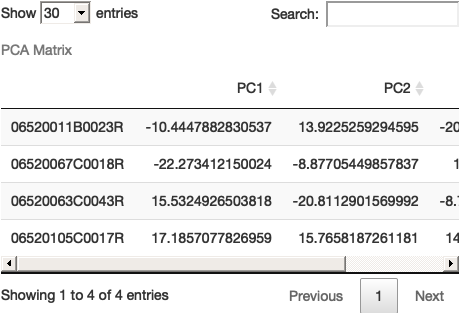 Show 30 entries Search:
PCA Matrix
PC1 PC2
06520011B0023R -10.4447882830537 13.9225259294595 -20
06520067C0018R -22.273412150024 -8.87705449857837 1
06520063C0043R 15.5324926503818 -20.8112901569992 -8.
06520105C0017R 17.1857077826959 15.7658187261181 14
Showing 1 to 4 of 4 entries Previous 1 Next